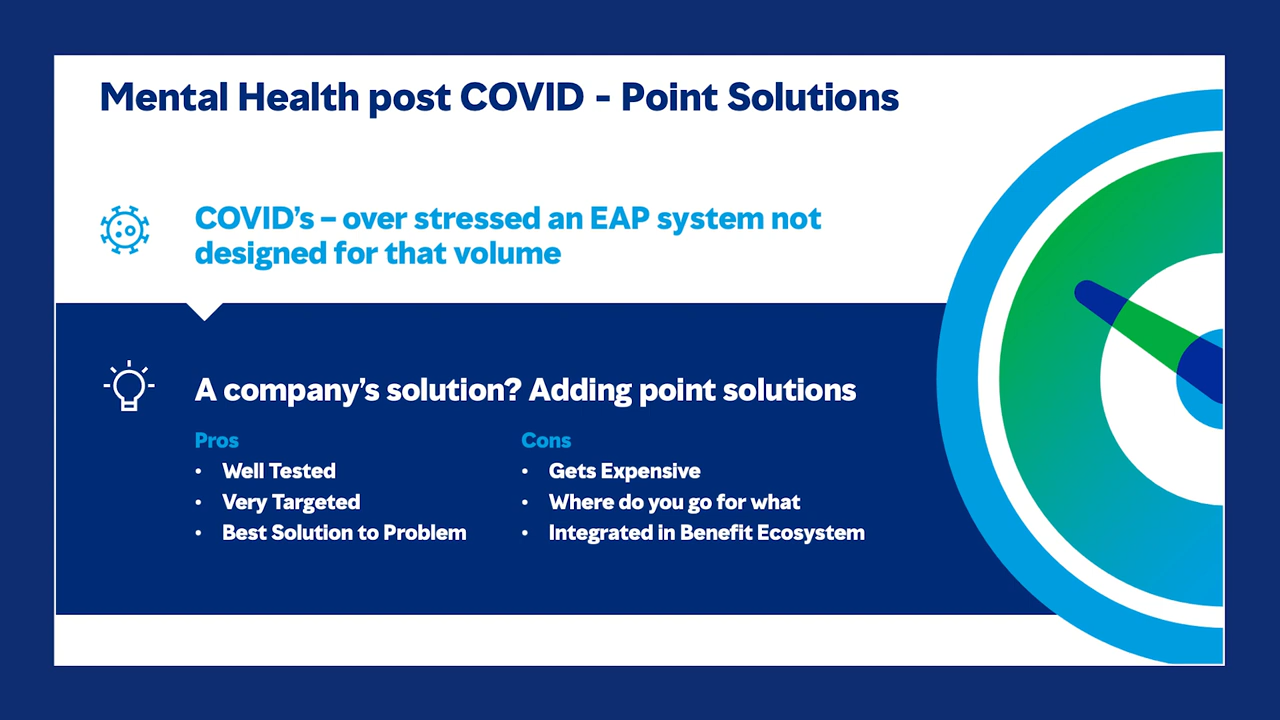 Mental Health post COVID - Point Solutions
COVID’s – over stressed an EAP system not
designed for that volume
A company’s solution? Adding point solutions
Pros
• Well Tested
• Very Targeted
• Best Solution to Problem
Cons
• Gets Expensive
• Where do you go for what
• Integrated in Benefit Ecosystem